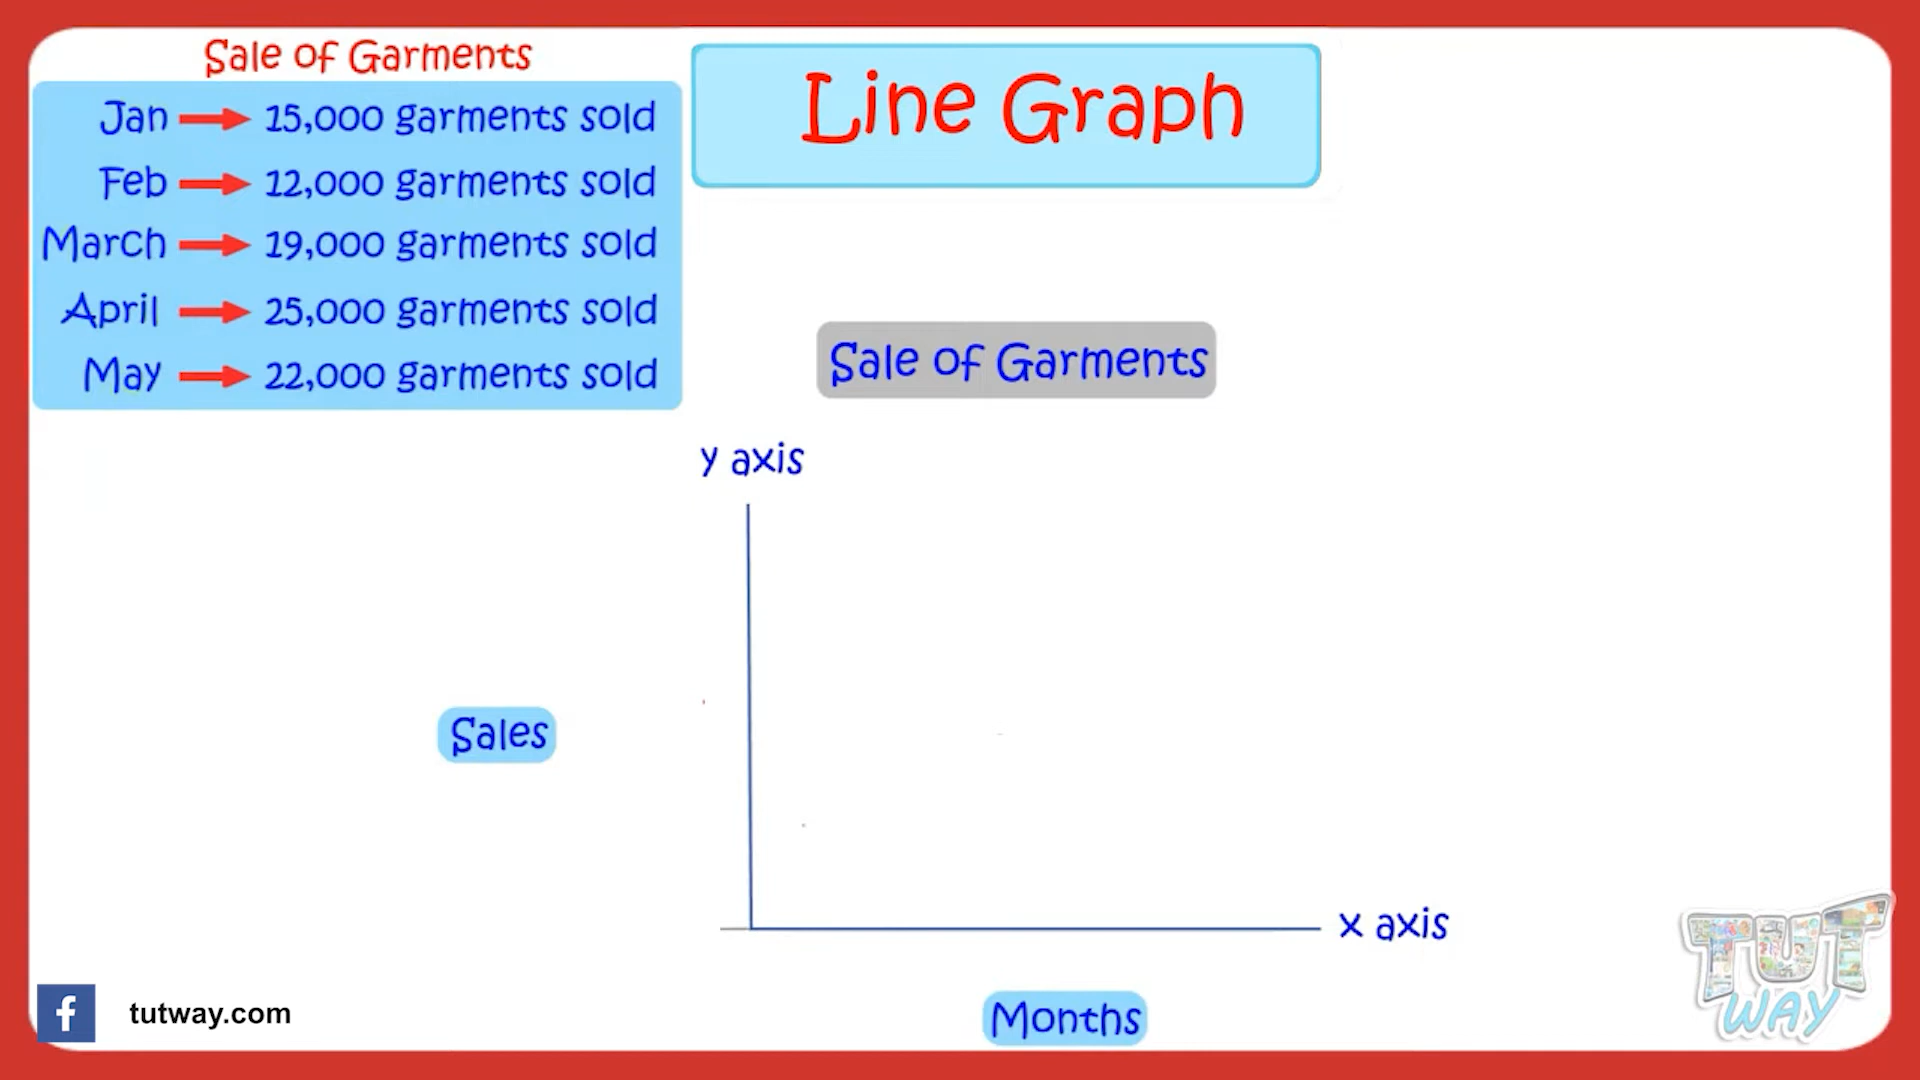 Sale of Garments
Jan 15,000 garments sold
Feb 12,000 garments sold
March 19,000 garments sold
April 25,000 garments sold
May 22,000 garments sold
Line Graph
Sale of Garments
y axis
Sales
x axis
Months
f tutway.com
TUT
WAY